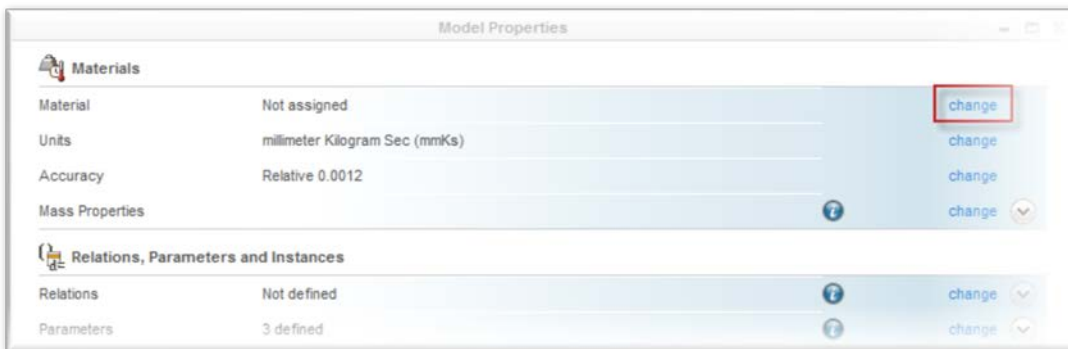 Model Properties
Materials
Material Not assigned change
Units millimeter Kilogram Sec (mmKs) change
Accuracy Relative 0.0012 change
Mass Properties change
Relations, Parameters and Instances
Relations Not defined change
Parameters 3 defined change